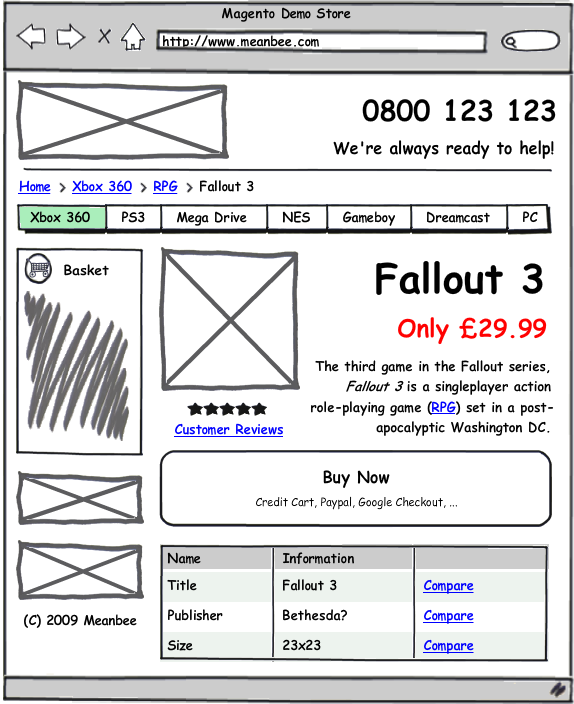 Magento Demo Store
http://www.meanbee.com
0800 123 123
We're always ready to help!
Home > Xbox 360 > RPG > Fallout 3
Xbox 360 PS3 Mega Drive NES Gameboy Dreamcast PC
Basket
Fallout 3
Only £29.99
The third game in the Fallout series,
Fallout 3 is a singleplayer action
role-playing game (RPG) set in a post-
apocalyptic Washington DC.
Customer Reviews
Buy Now
Credit Cart, Paypal, Google Checkout, ...
Name Information
Title Fallout 3 Compare
Publisher Bethesda? Compare
Size 23x23 Compare
(C) 2009 Meanbee